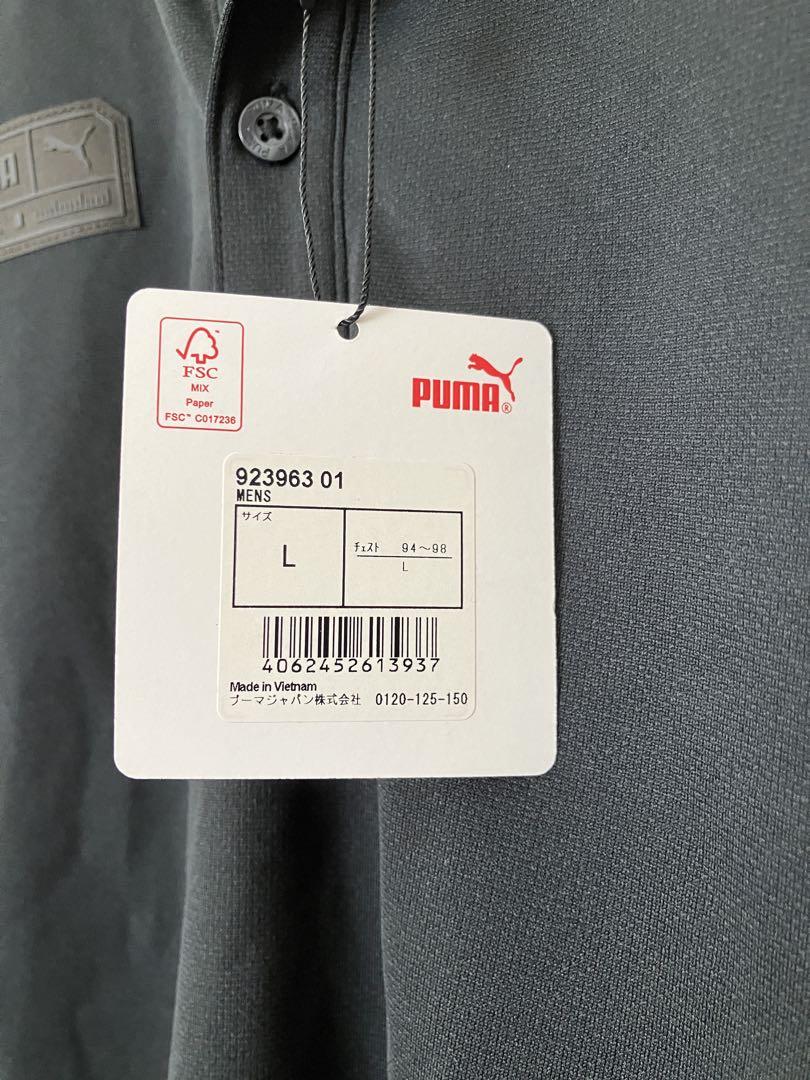 FSC™
MIX
Paper
FSC™ C017236
PUMA®
923963 01
MENS
サイズ
L
チェスト 94～98
L
4062452613937
Made in Vietnam
プーマジャパン株式会社 0120-125-150